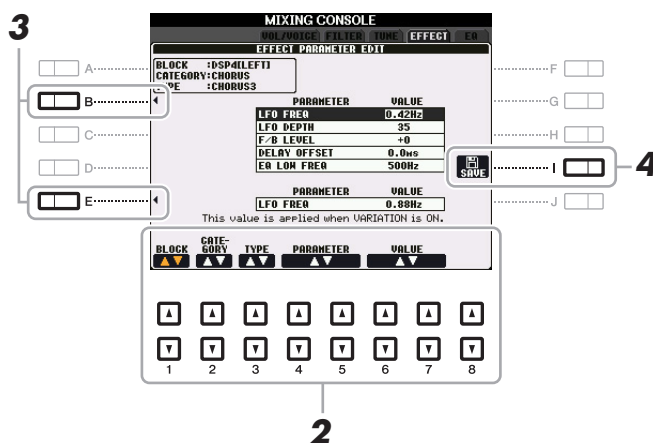 MIXING CONSOLE
VOL/VOICE FILTER TUNE EFFECT EQ
EFFECT PARAMETER EDIT
BLOCK :DSP4[LEFT]
CATEGORY:CHORUS
TYPE :CHORUS3
PARAMETER VALUE
LFO FREQ 0.42Hz
LFO DEPTH 35
F/B LEVEL +0
DELAY OFFSET 0.0ms
EQ LOW FREQ 500Hz
SAVE
PARAMETER VALUE
LFO FREQ 0.88Hz
This value is applied when VARIATION is ON.
BLOCK CATE-GORY TYPE PARAMETER VALUE
3
A
B
C
D
E
F
G
H
I
J
4
1 2 3 4 5 6 7 8
2